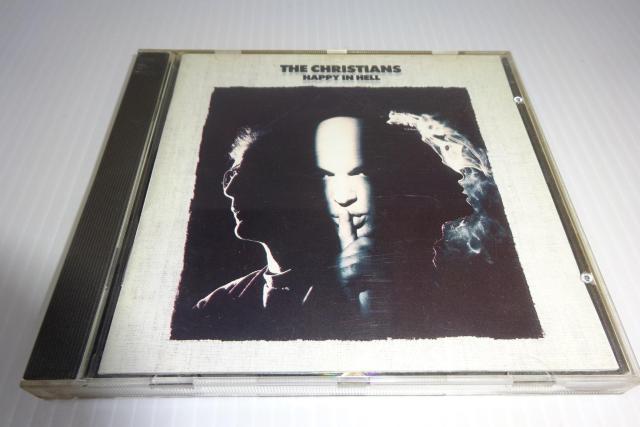 THE CHRISTIANS
HAPPY IN HELL